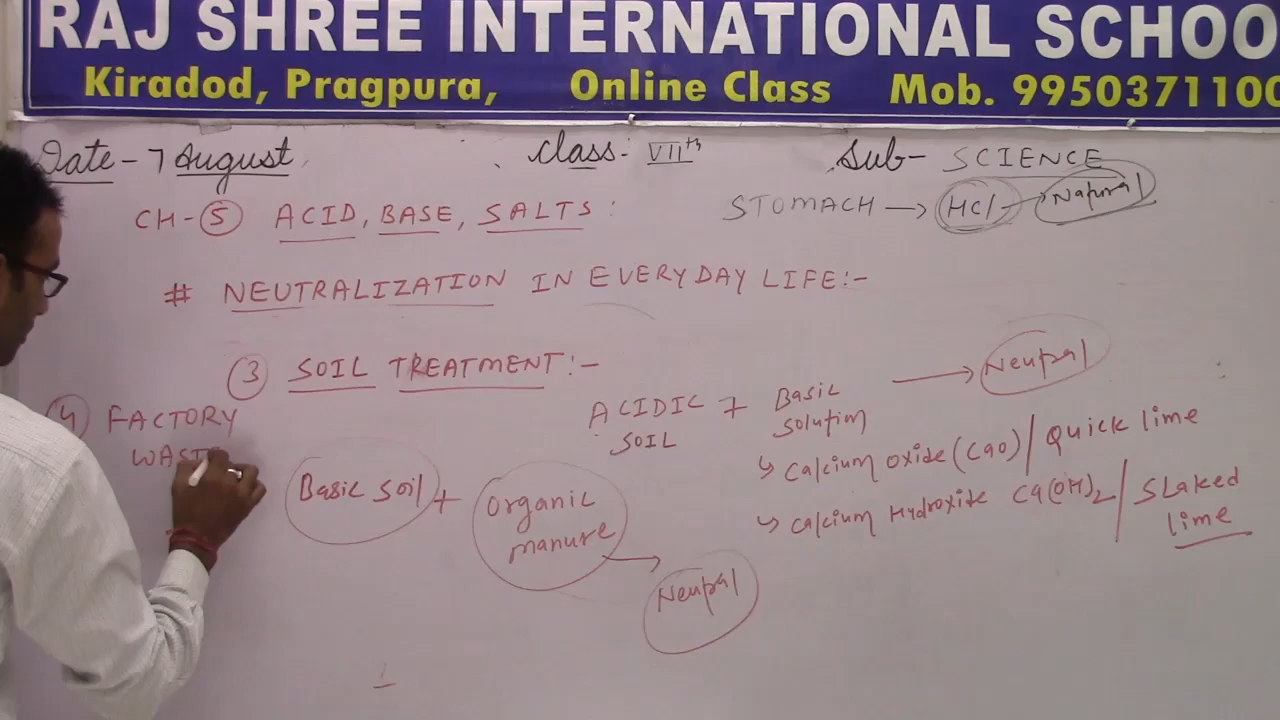 RAJ SHREE INTERNATIONAL SCHOO
Kiradod, Pragpura, Online Class Mob. 9950371100
Date - 7 August Class - VIIth Sub - SCIENCE
CH - 5 ACID, BASE, SALTS :
STOMACH → HCl → Natural
# NEUTRALIZATION IN EVERYDAY LIFE :-
3 SOIL TREATMENT :-
ACIDIC SOIL + Basic solution → Neutral
↳ Calcium oxide (CaO) / Quick lime
↳ Calcium Hydroxide Ca(OH)2 / Slaked lime
Basic soil + Organic manure → Neutral
4 FACTORY
WAST